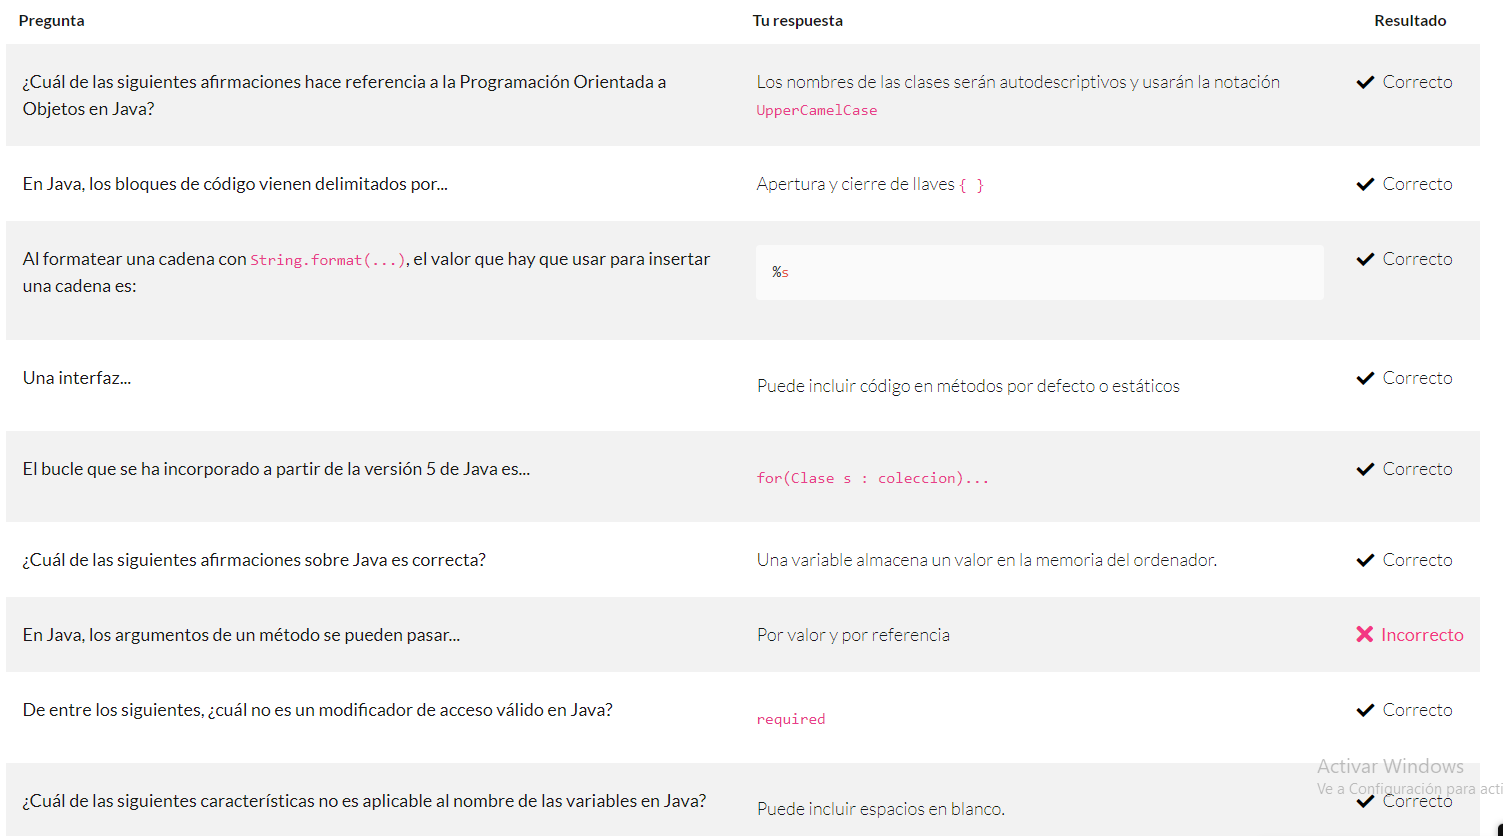 Pregunta Tu respuesta Resultado
¿Cuál de las siguientes afirmaciones hace referencia a la Programación Orientada a
Objetos en Java?
Los nombres de las clases serán autodescriptivos y usarán la notación
UpperCamelCase
Correcto
En Java, los bloques de código vienen delimitados por...
Apertura y cierre de llaves { }
Correcto
Al formatear una cadena con String.format(...), el valor que hay que usar para insertar
una cadena es:
%s
Correcto
Una interfaz...
Puede incluir código en métodos por defecto o estáticos
Correcto
El bucle que se ha incorporado a partir de la versión 5 de Java es...
for(Clase s : coleccion)...
Correcto
¿Cuál de las siguientes afirmaciones sobre Java es correcta?
Una variable almacena un valor en la memoria del ordenador.
Correcto
En Java, los argumentos de un método se pueden pasar...
Por valor y por referencia
Incorrecto
De entre los siguientes, ¿cuál no es un modificador de acceso válido en Java?
required
Correcto
¿Cuál de las siguientes características no es aplicable al nombre de las variables en Java?
Puede incluir espacios en blanco.
Correcto
Activar Windows
Ve a Configuración para acti